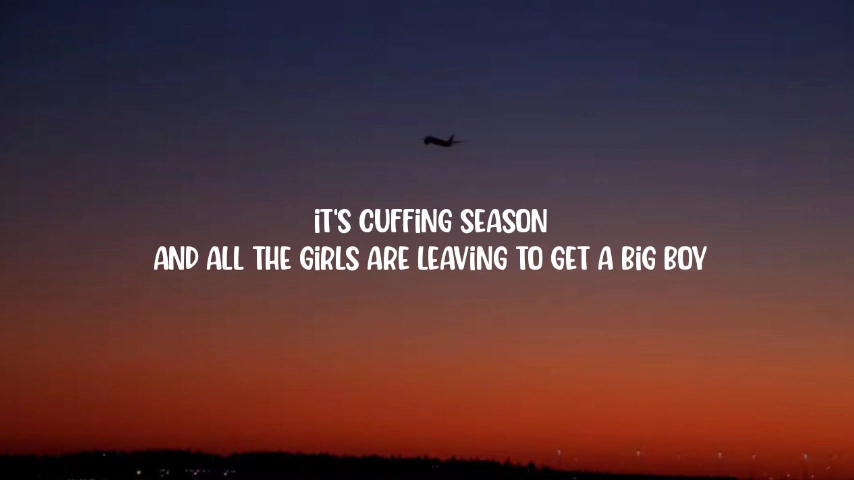 iT'S CUFFiNG SEASON
AND ALL THE GiRLS ARE LEAViNG TO GET A BiG BOY